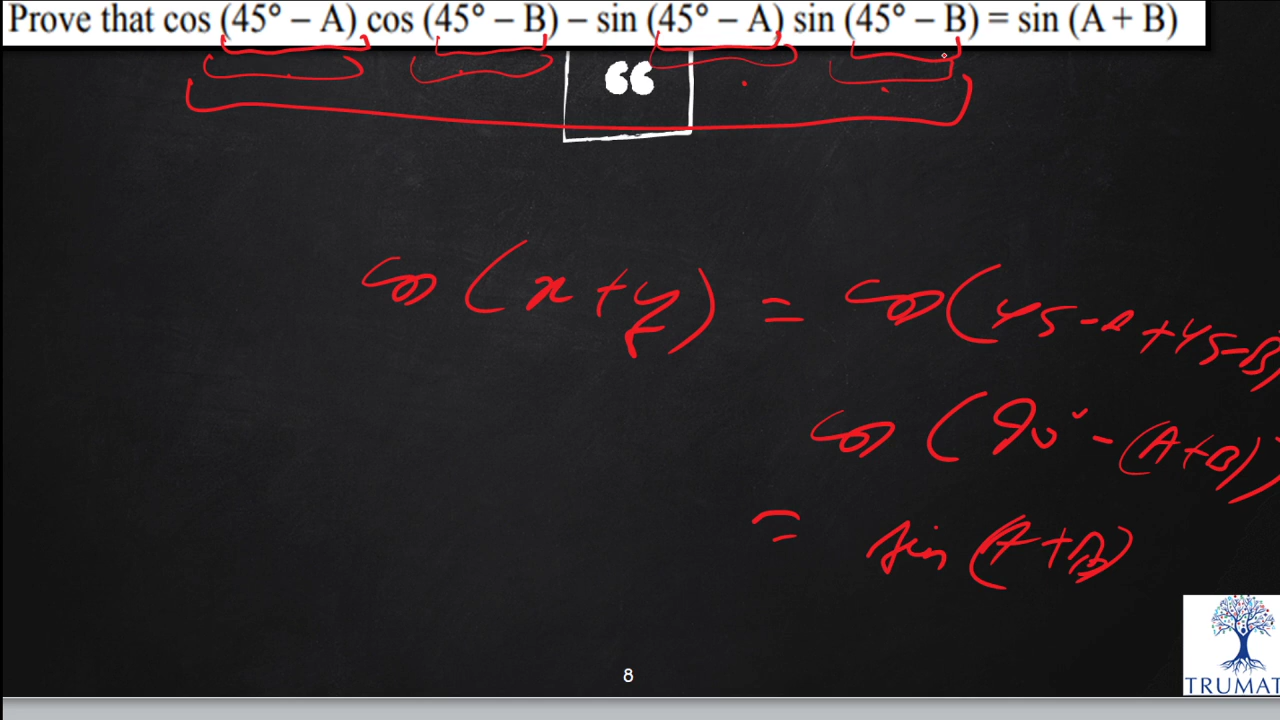 Prove that cos (45° − A) cos (45° − B) − sin (45° − A) sin (45° − B) = sin (A + B)
“
cos (x + y) = cos (45 - A + 45 - B)
cos (90° - (A+B))
= sin (A + B)
8
TRUMAT